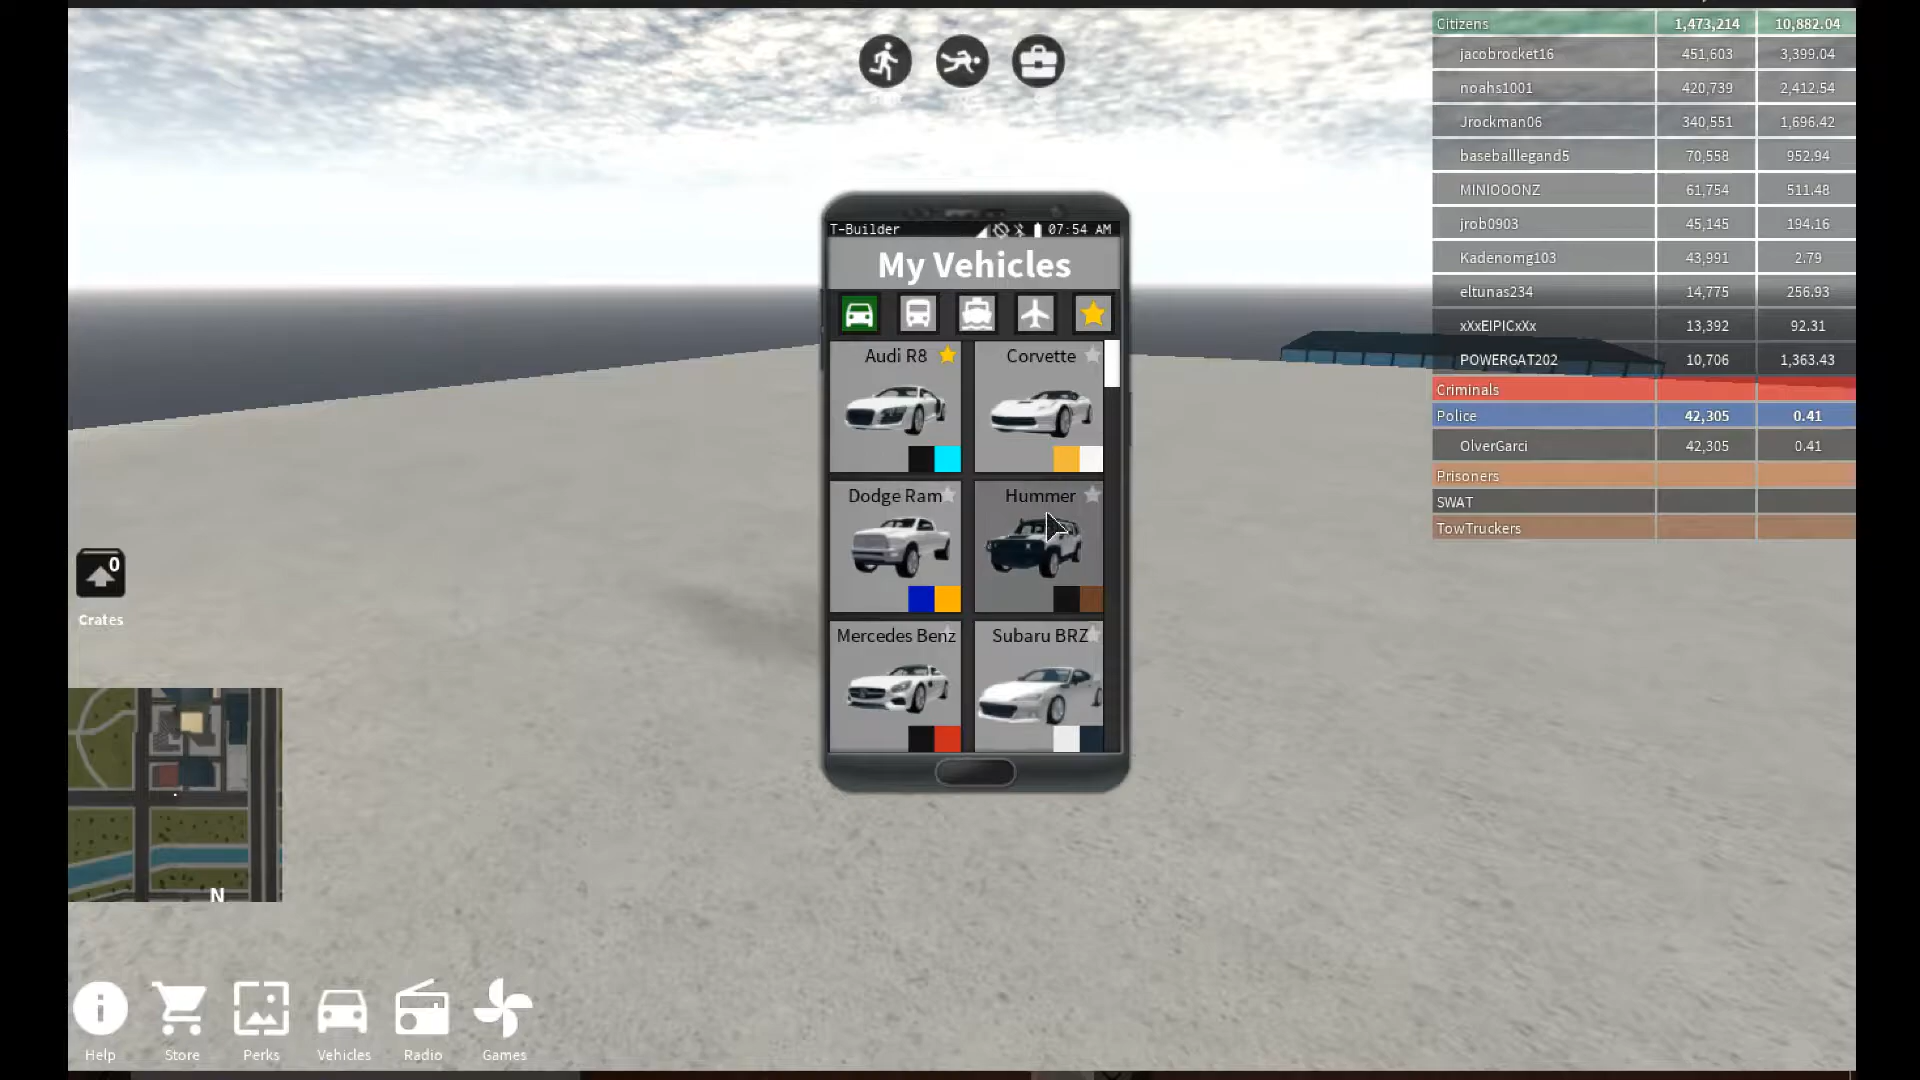 Citizens 1,473,214 10,882.04
jacobrocket16 451,603 3,399.04
noahs1001 420,739 2,412.54
Jrockman06 340,551 1,696.42
baseballlegand5 70,558 952.94
MINIOOONZ 61,754 511.48
jrob0903 45,145 194.16
Kadenomg103 43,991 2.79
eltunas234 14,775 256.93
xXxEIPICxXx 13,392 92.31
POWERGAT202 10,706 1,363.43
Criminals
Police 42,305 0.41
OlverGarci 42,305 0.41
Prisoners
SWAT
TowTruckers
T-Builder 07:54 AM
My Vehicles
Audi R8 Corvette
Dodge Ram Hummer
Mercedes Benz Subaru BRZ
0
Crates
N
Help Store Perks Vehicles Radio Games